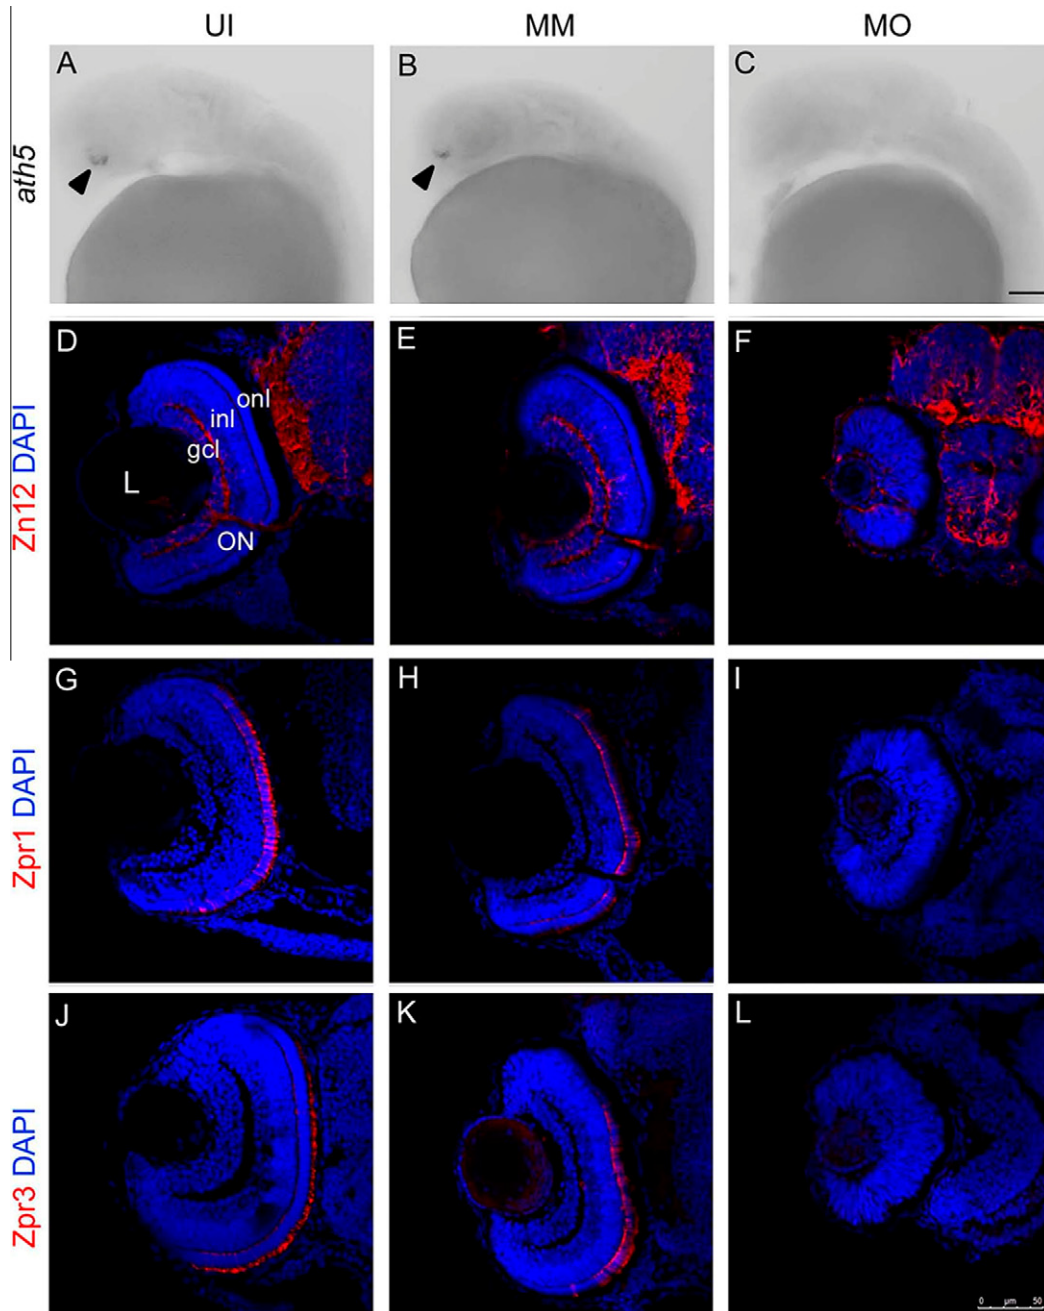 UI MM MO
ath5
A B C
Zn12 DAPI
D E F
onl
inl
gcl
L
ON
Zpr1 DAPI
G H I
Zpr3 DAPI
J K L
0 µm 50